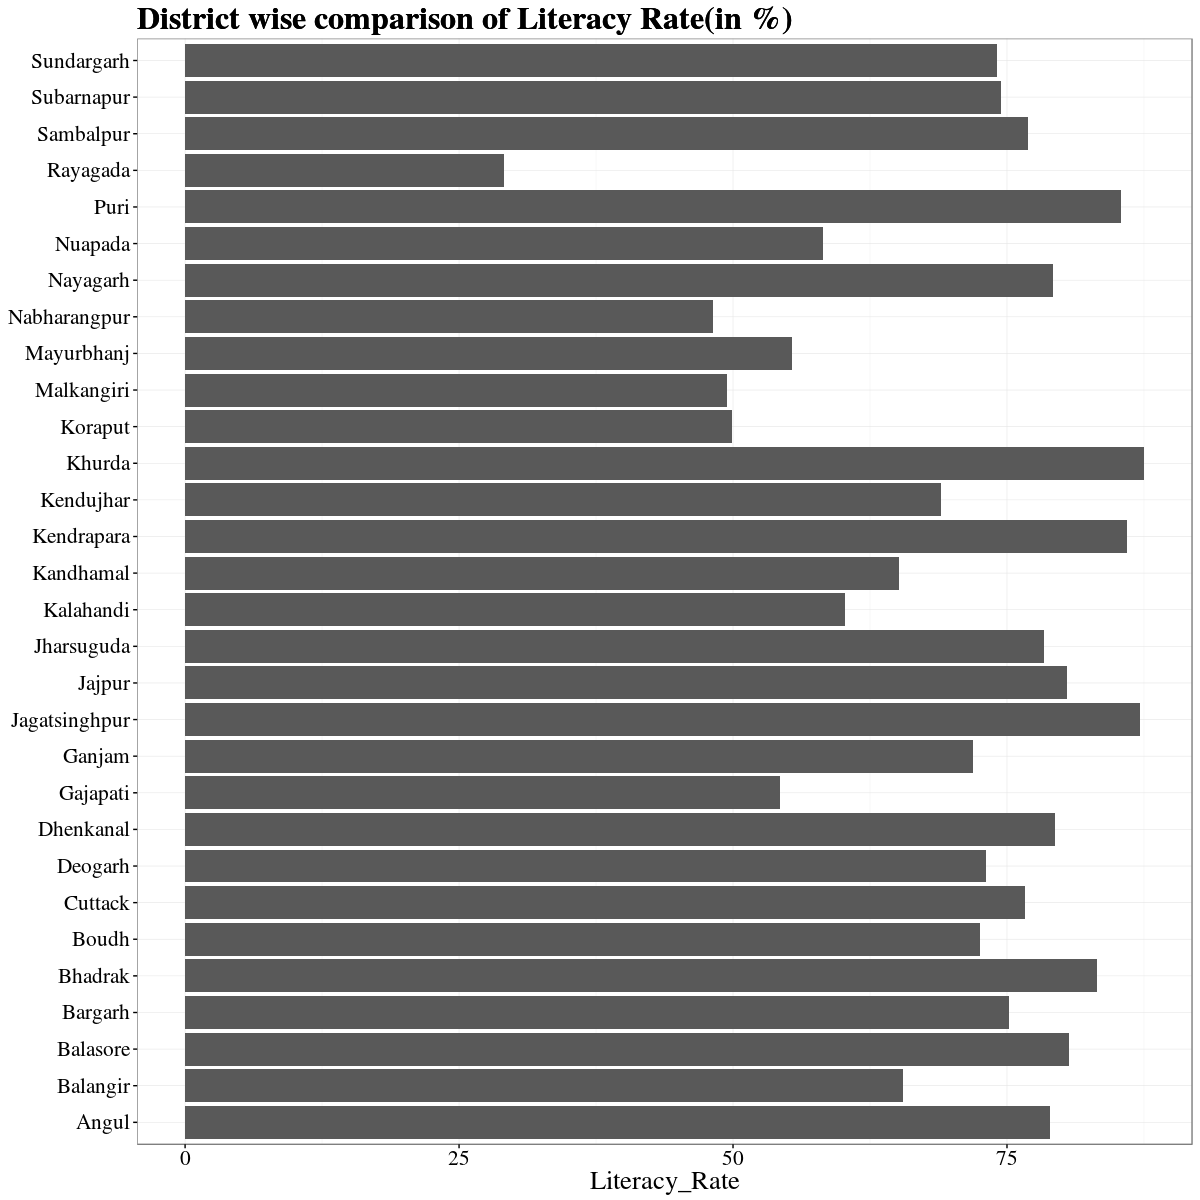 District wise comparison of Literacy Rate(in %)
Sundargarh
Subarnapur
Sambalpur
Rayagada
Puri
Nuapada
Nayagarh
Nabharangpur
Mayurbhanj
Malkangiri
Koraput
Khurda
Kendujhar
Kendrapara
Kandhamal
Kalahandi
Jharsuguda
Jajpur
Jagatsinghpur
Ganjam
Gajapati
Dhenkanal
Deogarh
Cuttack
Boudh
Bhadrak
Bargarh
Balasore
Balangir
Angul
0 25 50 75
Literacy_Rate